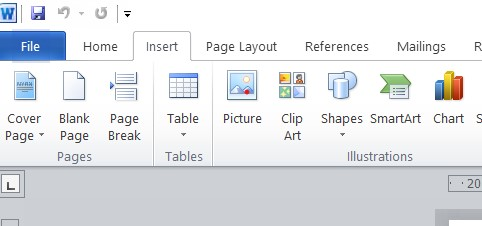 W
File Home Insert Page Layout References Mailings R
Cover Page Blank Page Page Break Table Picture Clip Art Shapes SmartArt Chart S
Pages Tables Illustrations
L
20